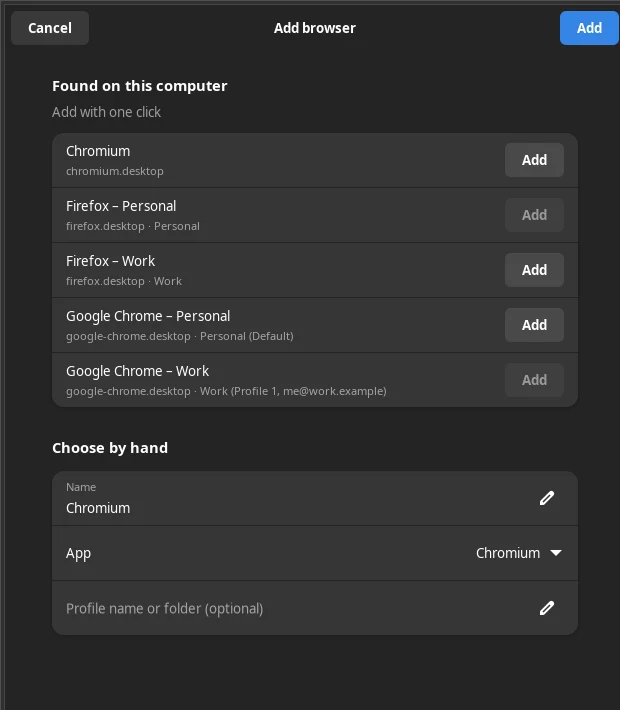 Cancel
Add browser
Add
Found on this computer
Add with one click
Chromium
chromium.desktop
Add
Firefox – Personal
firefox.desktop · Personal
Add
Firefox – Work
firefox.desktop · Work
Add
Google Chrome – Personal
google-chrome.desktop · Personal (Default)
Add
Google Chrome – Work
google-chrome.desktop · Work (Profile 1, me@work.example)
Add
Choose by hand
Name
Chromium
App
Chromium
Profile name or folder (optional)